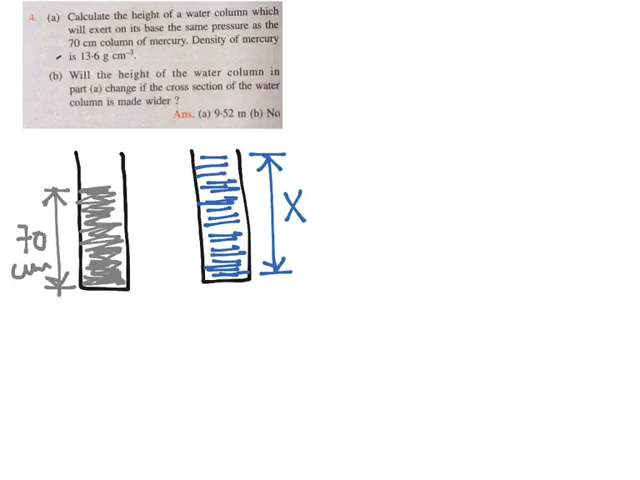 4. (a) Calculate the height of a water column which
will exert on its base the same pressure as the
70 cm column of mercury. Density of mercury
is 13·6 g cm⁻³.
(b) Will the height of the water column in
part (a) change if the cross section of the water
column is made wider ?
Ans. (a) 9·52 m (b) No
70
cm
X